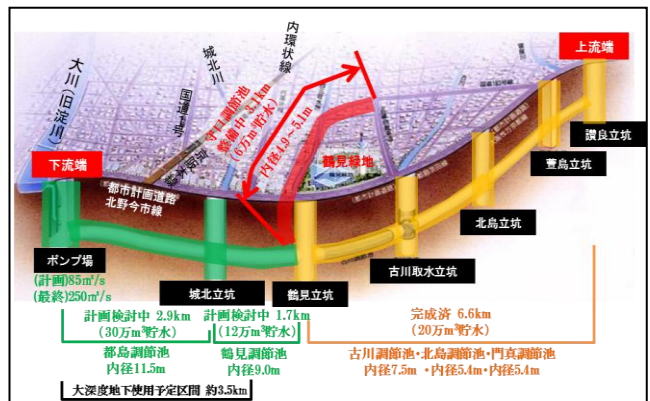 上流端
内環状線
城北川
国道1号
大川(旧淀川)
守口調節池
整備中 3.1km
(6万㎥貯水)
内径4.9~5.1m
鶴見緑地
讃良立坑
萱島立坑
北島立坑
古川取水立坑
下流端
都市計画道路
北野今市線
ポンプ場
城北立坑
鶴見立坑
(計画)85㎥/s
(最終)250㎥/s
計画検討中 2.9km
(30万㎥貯水)
計画検討中 1.7km
(12万㎥貯水)
完成済 6.6km
(20万㎥貯水)
都島調節池
内径11.5m
鶴見調節池
内径9.0m
古川調節池・北島調節池・門真調節池
内径7.5m ・内径5.4m・内径5.4m
大深度地下使用予定区間 約3.5km